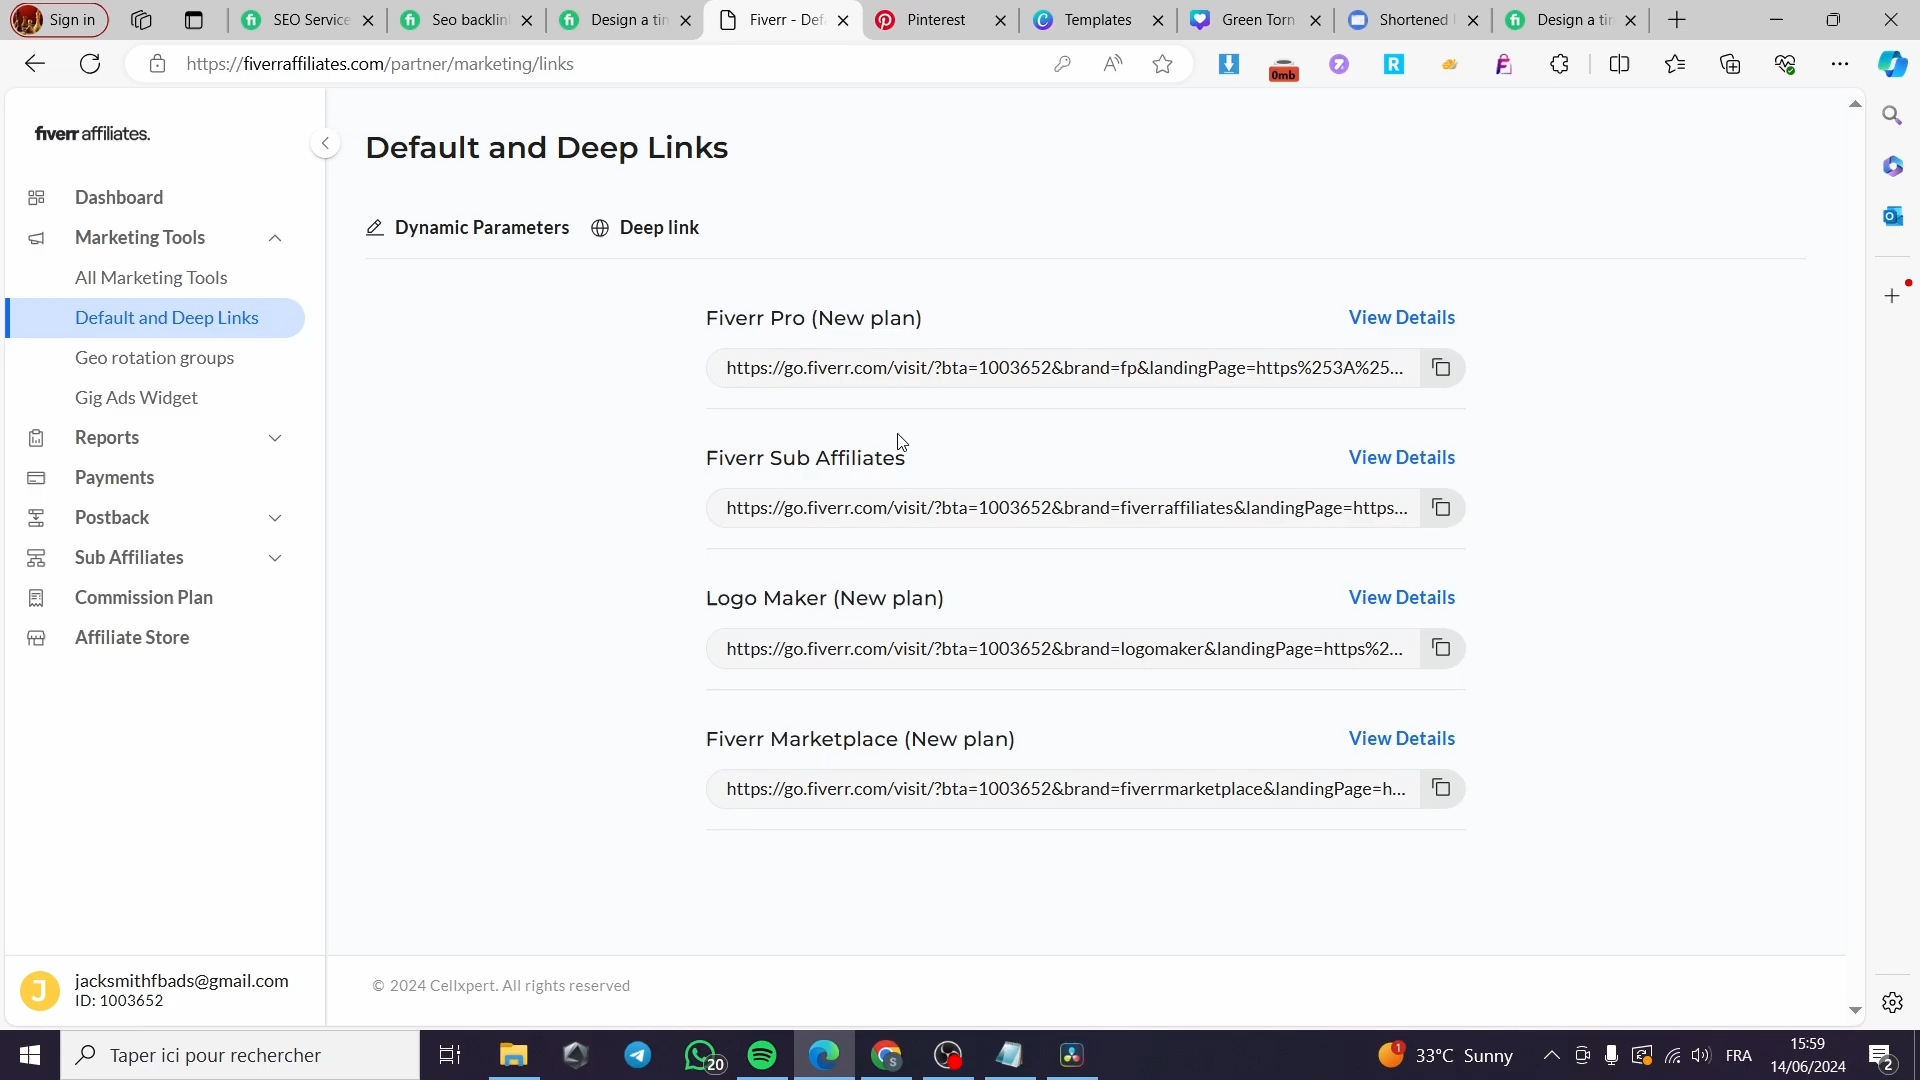 Sign in
SEO Service
Seo backlin
Design a tin
Fiverr - Def
Pinterest
Templates
Green Torn
Shortened
Design a tin
https://fiverraffiliates.com/partner/marketing/links
0mb
fiverr affiliates.
Dashboard
Marketing Tools
All Marketing Tools
Default and Deep Links
Geo rotation groups
Gig Ads Widget
Reports
Payments
Postback
Sub Affiliates
Commission Plan
Affiliate Store
J
jacksmithfbads@gmail.com
ID: 1003652
Default and Deep Links
Dynamic Parameters
Deep link
Fiverr Pro (New plan)
View Details
https://go.fiverr.com/visit/?bta=1003652&brand=fp&landingPage=https%253A%25...
Fiverr Sub Affiliates
View Details
https://go.fiverr.com/visit/?bta=1003652&brand=fiverraffiliates&landingPage=https...
Logo Maker (New plan)
View Details
https://go.fiverr.com/visit/?bta=1003652&brand=logomaker&landingPage=https%2...
Fiverr Marketplace (New plan)
View Details
https://go.fiverr.com/visit/?bta=1003652&brand=fiverrmarketplace&landingPage=h...
© 2024 Cellxpert. All rights reserved
Taper ici pour rechercher
20
1
33°C Sunny
FRA
15:59
14/06/2024
2